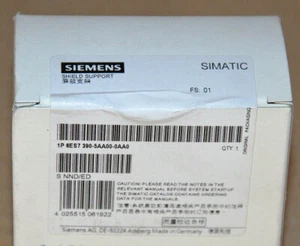 SIEMENS
SIMATIC
SHIELD SUPPORT
屏蔽支架
FS. 01
ORIGINAL PACKING
1P 6ES7 390-5AA00-0AA0
QTY. 1
S NND/ED
CAUTION: PLEASE READ THE NOTES IN THE
RELEVANT MANUAL BEFORE SYSTEM STARTUP.
THE SIMATIC CATALOG CONTAINS ORDERING
DATA FOR THE MANUALS.
4 025515 061922
Siemens AG, DE-92224 Amberg Made in Germany